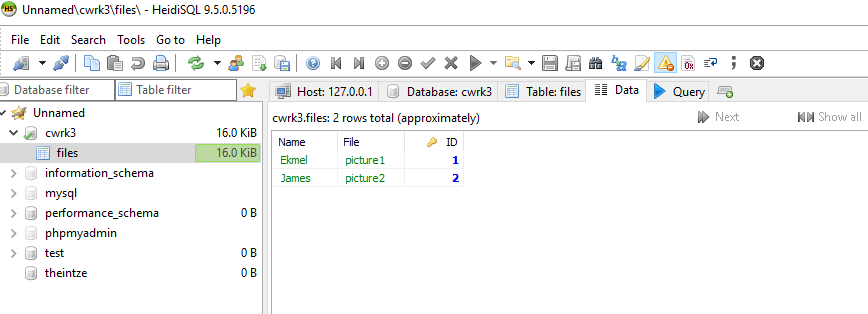 Unnamed\cwrk3\files\ - HeidiSQL 9.5.0.5196
File Edit Search Tools Go to Help
Database filter Table filter
Host: 127.0.0.1 Database: cwrk3 Table: files Data Query
Unnamed
cwrk3 16.0 KiB
files 16.0 KiB
information_schema
mysql
performance_schema 0 B
phpmyadmin
test 0 B
theintze 0 B
cwrk3.files: 2 rows total (approximately) Next Show all
Name File ID
Ekmel picture1 1
James picture2 2